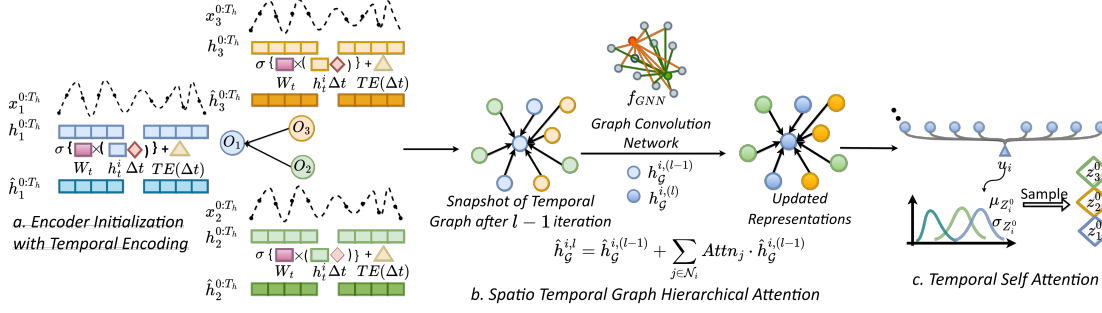 x_3^{0:T_h}
h_3^{0:T_h}
σ { × ( Δ ) } +
W_t h_t^i Δt TE(Δt)
ĥ_3^{0:T_h}
x_1^{0:T_h}
h_1^{0:T_h}
σ { × ( ) } +
W_t h_t^i Δt TE(Δt)
ĥ_1^{0:T_h}
a. Encoder Initialization
with Temporal Encoding
O_1
O_3
O_2
x_2^{0:T_h}
h_2^{0:T_h}
σ { × ( ) } +
W_t h_t^i Δt TE(Δt)
ĥ_2^{0:T_h}
Snapshot of Temporal
Graph after l − 1 iteration
f_{GNN}
Graph Convolution
Network
h_𝒢^{i,(l−1)}
h_𝒢^{i,(l)}
Updated
Representations
ĥ_𝒢^{i,l} = ĥ_𝒢^{i,(l−1)} + ∑_{j∈𝒩_i} Attn_j · ĥ_𝒢^{i,(l−1)}
b. Spatio Temporal Graph Hierarchical Attention
u_i
μ_{Z_i^0}
σ_{Z_i^0}
Sample
z_3^0
z_2^0
z_1^0
c. Temporal Self Attention